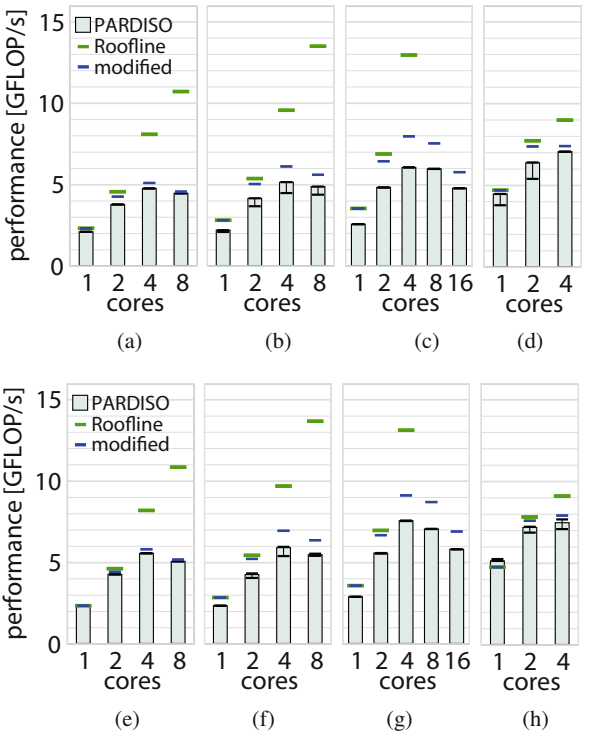 performance [GFLOP/s]
15
10
5
0
PARDISO
Roofline
modified
1 2 4 8
cores
1 2 4 8
cores
1 2 4 8 16
cores
1 2 4
cores
(a)
(b)
(c)
(d)
performance [GFLOP/s]
15
10
5
0
PARDISO
Roofline
modified
1 2 4 8
cores
1 2 4 8
cores
1 2 4 8 16
cores
1 2 4
cores
(e)
(f)
(g)
(h)